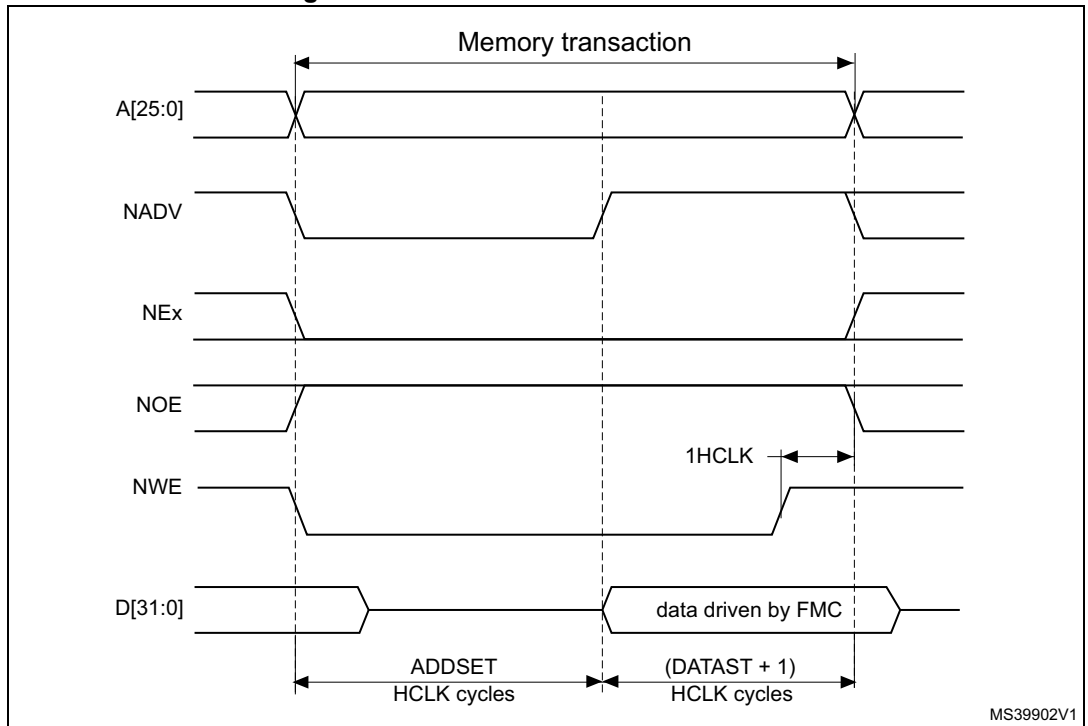 Memory transaction
A[25:0]
NADV
NEx
NOE
1HCLK
NWE
D[31:0]
data driven by FMC
ADDSET
HCLK cycles
(DATAST + 1)
HCLK cycles
MS39902V1